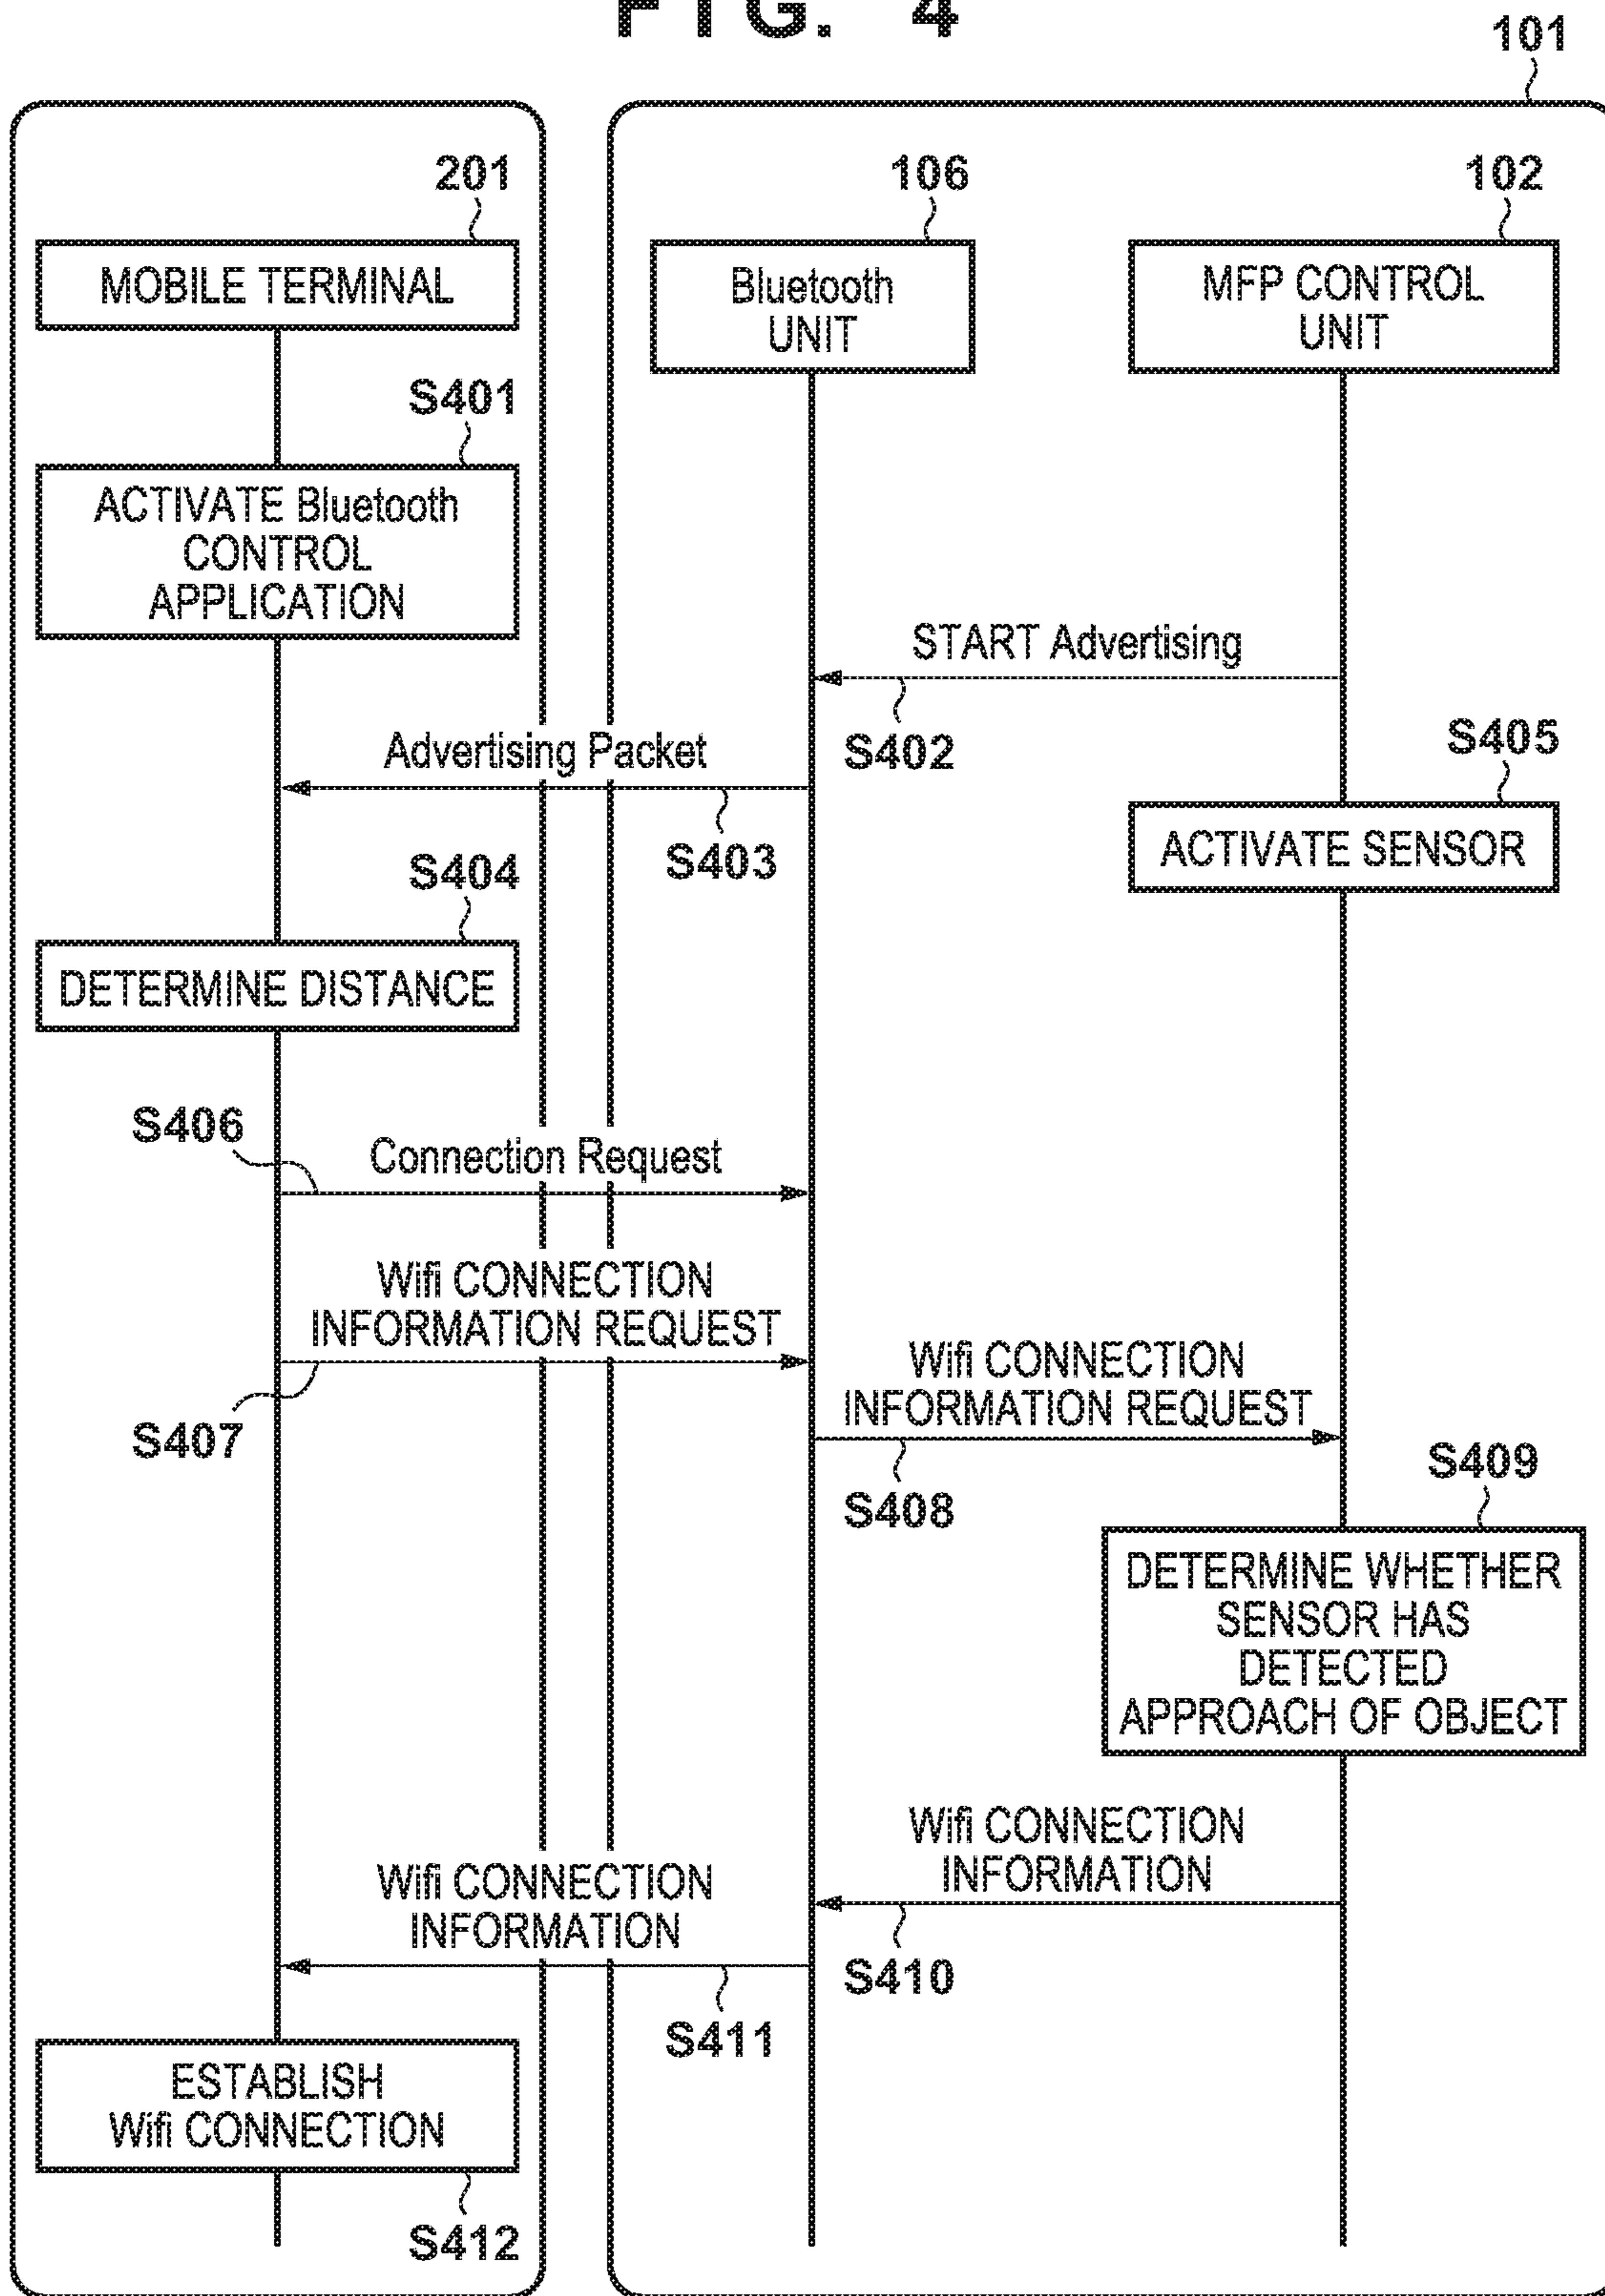 FIG. 4
101
201
106
102
MOBILE TERMINAL
Bluetooth
UNIT
MFP CONTROL
UNIT
S401
ACTIVATE Bluetooth
CONTROL
APPLICATION
START Advertising
S402
Advertising Packet
S403
S405
ACTIVATE SENSOR
S404
DETERMINE DISTANCE
S406
Connection Request
Wifi CONNECTION
INFORMATION REQUEST
S407
Wifi CONNECTION
INFORMATION REQUEST
S408
S409
DETERMINE WHETHER
SENSOR HAS
DETECTED
APPROACH OF OBJECT
Wifi CONNECTION
INFORMATION
S410
Wifi CONNECTION
INFORMATION
S411
ESTABLISH
Wifi CONNECTION
S412